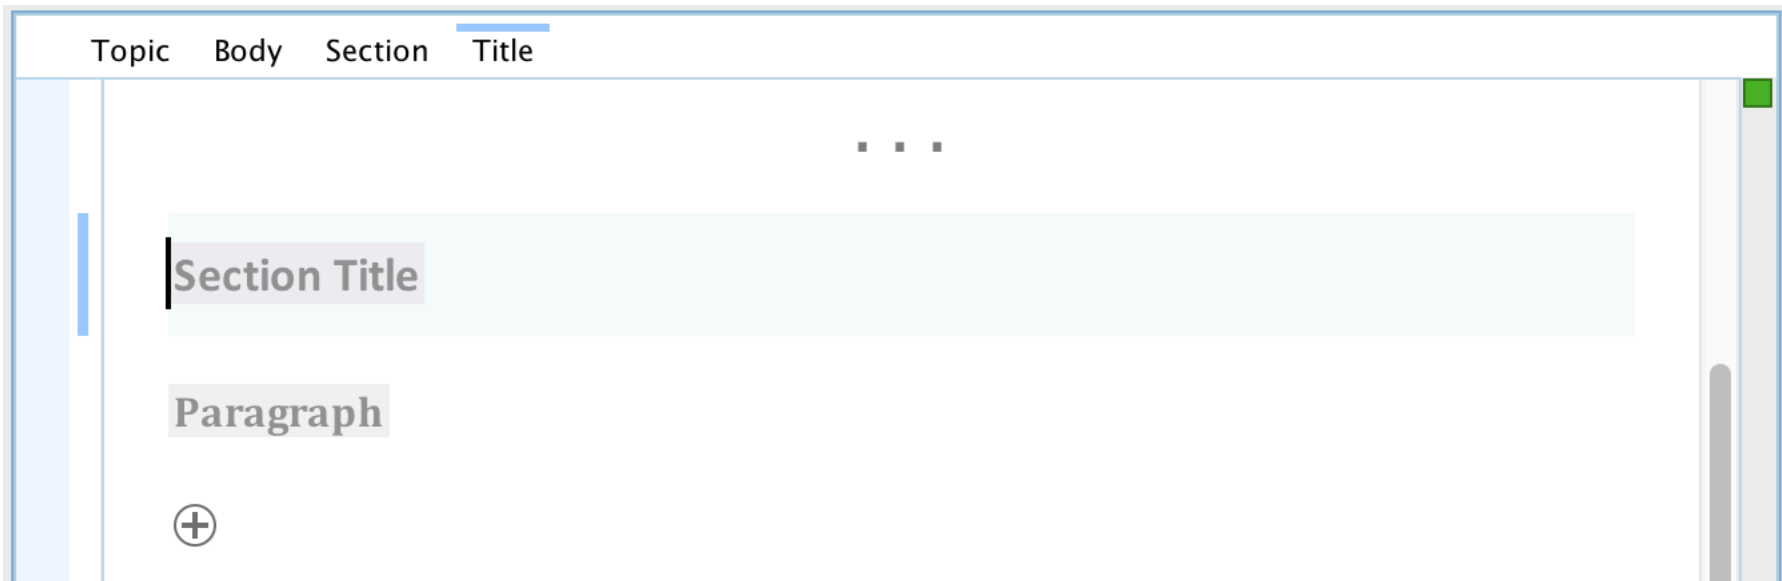 Topic Body Section Title
. . .
Section Title
Paragraph